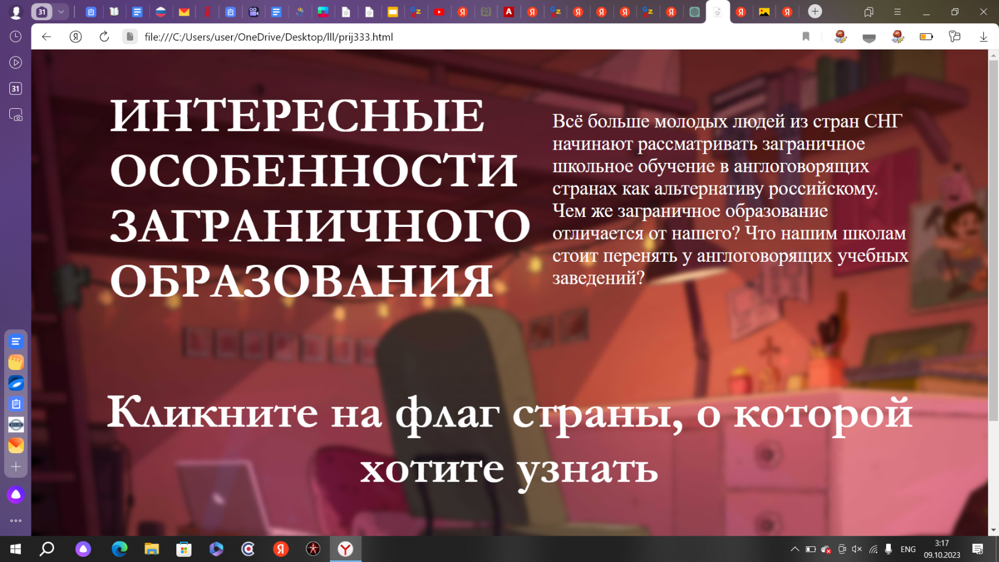 31
file:///C:/Users/user/OneDrive/Desktop/lll/prij333.html
31
ИНТЕРЕСНЫЕ
ОСОБЕННОСТИ
ЗАГРАНИЧНОГО
ОБРАЗОВАНИЯ
Всё больше молодых людей из стран СНГ
начинают рассматривать заграничное
школьное обучение в англоговорящих
странах как альтернативу российскому.
Чем же заграничное образование
отличается от нашего? Что нашим школам
стоит перенять у англоговорящих учебных
заведений?
Кликните на флаг страны, о которой
хотите узнать
ENG
3:17
09.10.2023